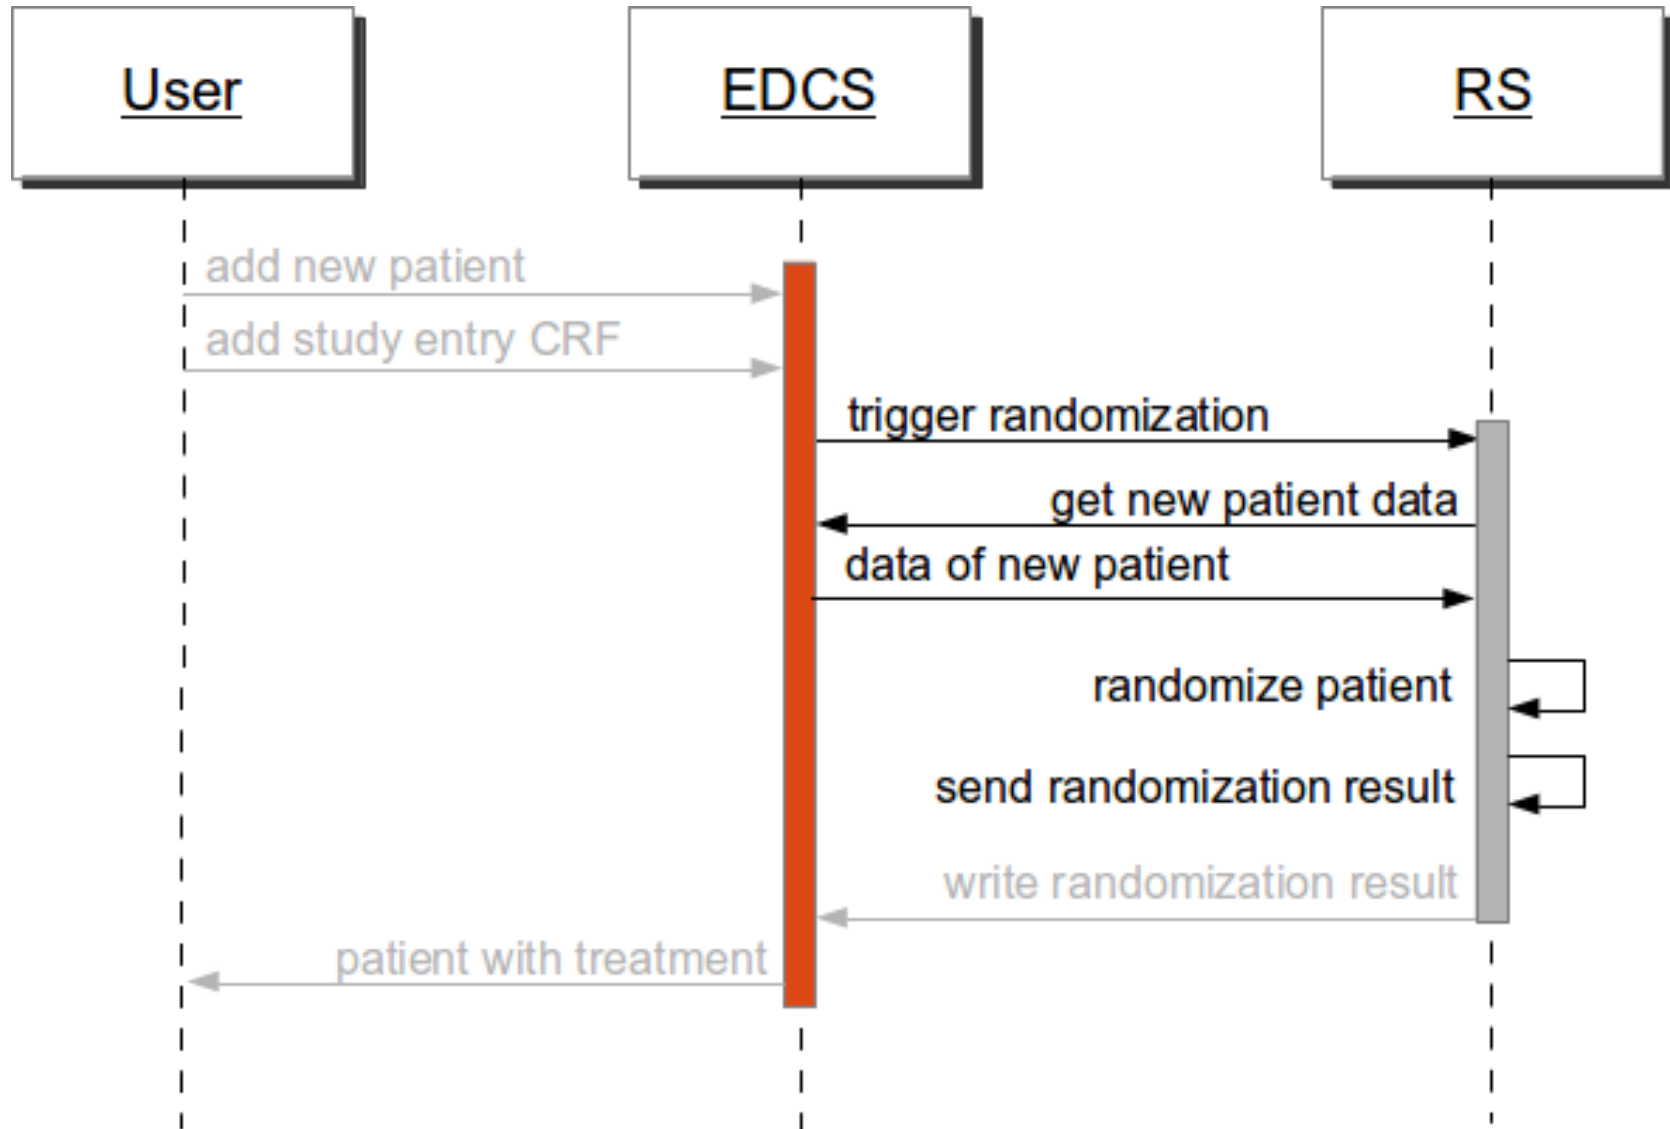 User
EDCS
RS
add new patient
add study entry CRF
trigger randomization
get new patient data
data of new patient
randomize patient
send randomization result
write randomization result
patient with treatment